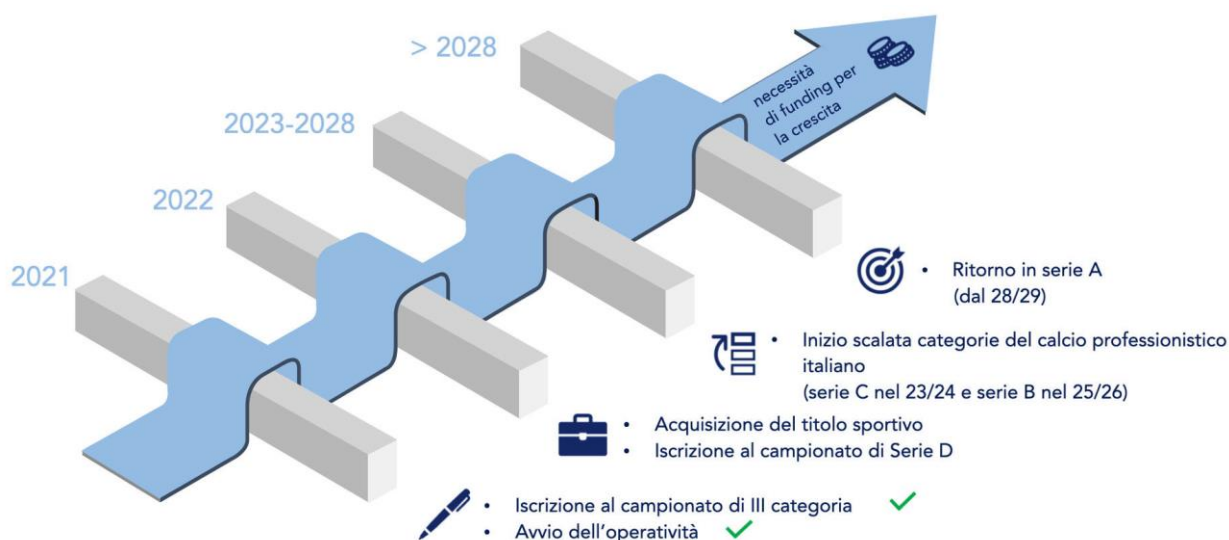 > 2028
necessità
di funding per
la crescita
2023-2028
2022
2021
• Ritorno in serie A
(dal 28/29)
• Inizio scalata categorie del calcio professionistico
italiano
(serie C nel 23/24 e serie B nel 25/26)
• Acquisizione del titolo sportivo
• Iscrizione al campionato di Serie D
• Iscrizione al campionato di III categoria
• Avvio dell'operatività